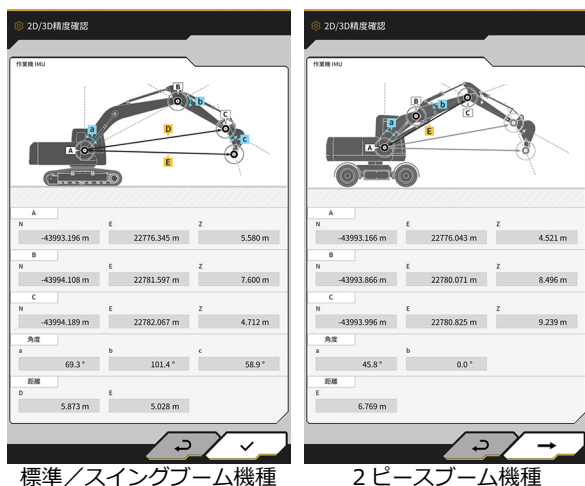 2D/3D精度確認
作業機 IMU
B
b
a
C
D
A
c
E
A
N E Z
-43993.196 m 22776.345 m 5.580 m
B
N E Z
-43994.108 m 22781.597 m 7.600 m
C
N E Z
-43994.189 m 22782.067 m 4.712 m
角度
a b c
69.3 ° 101.4 ° 58.9 °
距離
D E
5.873 m 5.028 m
標準／スイングブーム機種
2D/3D精度確認
作業機 IMU
B
b
C
a
E
A
A
N E Z
-43993.166 m 22776.043 m 4.521 m
B
N E Z
-43993.866 m 22780.071 m 8.496 m
C
N E Z
-43993.996 m 22780.825 m 9.239 m
角度
a b
45.8 ° 0.0 °
距離
E
6.769 m
２ピースブーム機種